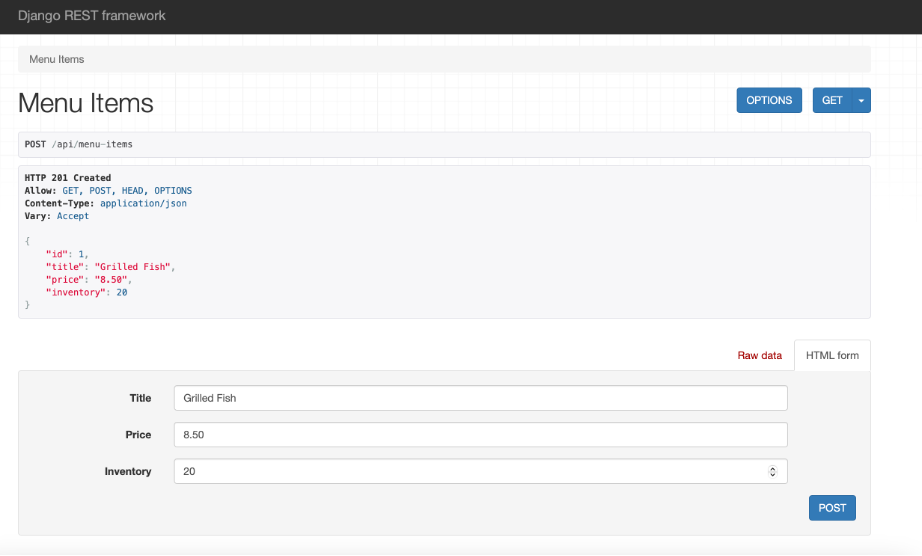 Django REST framework
Menu Items
Menu Items
OPTIONS
GET
POST /api/menu-items
HTTP 201 Created
Allow: GET, POST, HEAD, OPTIONS
Content-Type: application/json
Vary: Accept
{
"id": 1,
"title": "Grilled Fish",
"price": "8.50",
"inventory": 20
}
Raw data
HTML form
Title
Grilled Fish
Price
8.50
Inventory
20
POST